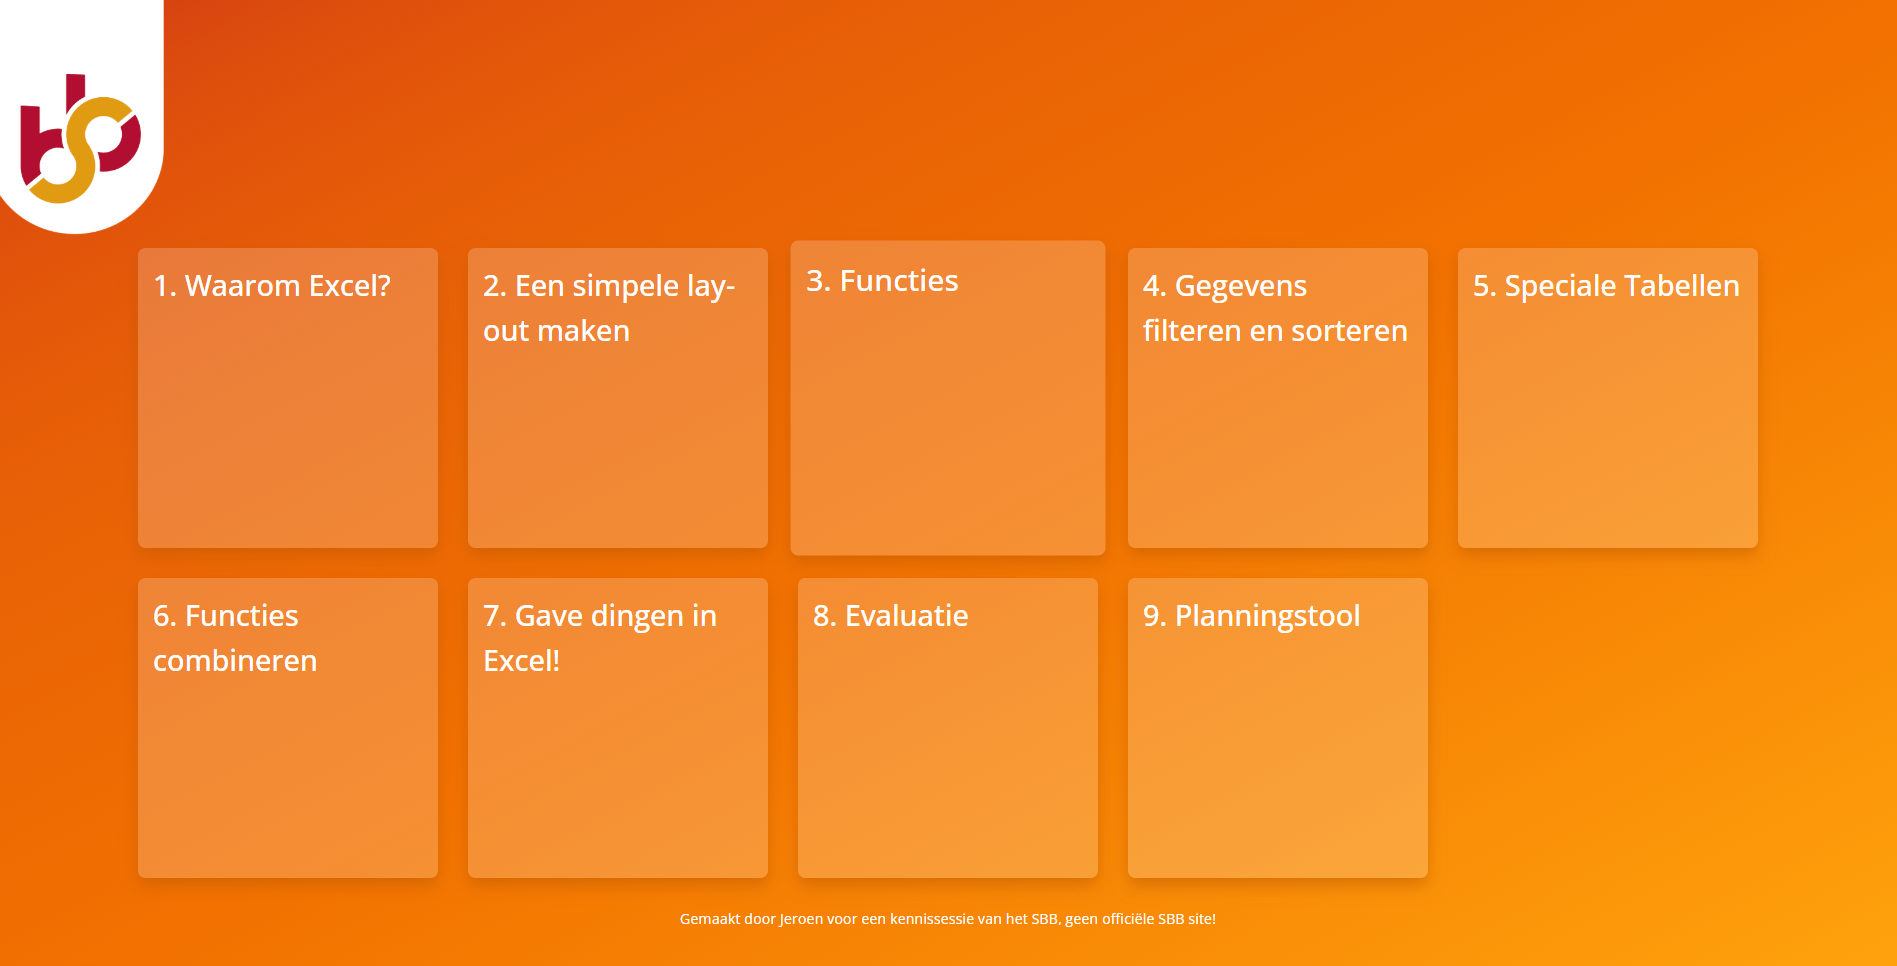 1. Waarom Excel?
2. Een simpele lay-
out maken
3. Functies
4. Gegevens
filteren en sorteren
5. Speciale Tabellen
6. Functies
combineren
7. Gave dingen in
Excel!
8. Evaluatie
9. Planningstool
Gemaakt door Jeroen voor een kennissessie van het SBB, geen officiële SBB site!